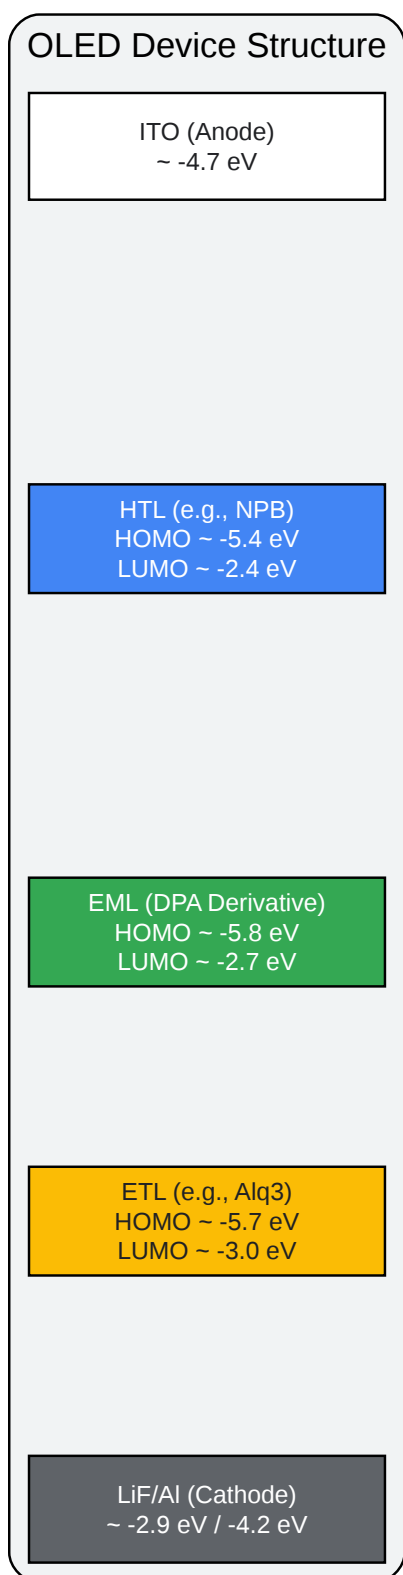 OLED Device Structure
ITO (Anode)
~ -4.7 eV
HTL (e.g., NPB)
HOMO ~ -5.4 eV
LUMO ~ -2.4 eV
EML (DPA Derivative)
HOMO ~ -5.8 eV
LUMO ~ -2.7 eV
ETL (e.g., Alq3)
HOMO ~ -5.7 eV
LUMO ~ -3.0 eV
LiF/Al (Cathode)
~ -2.9 eV / -4.2 eV